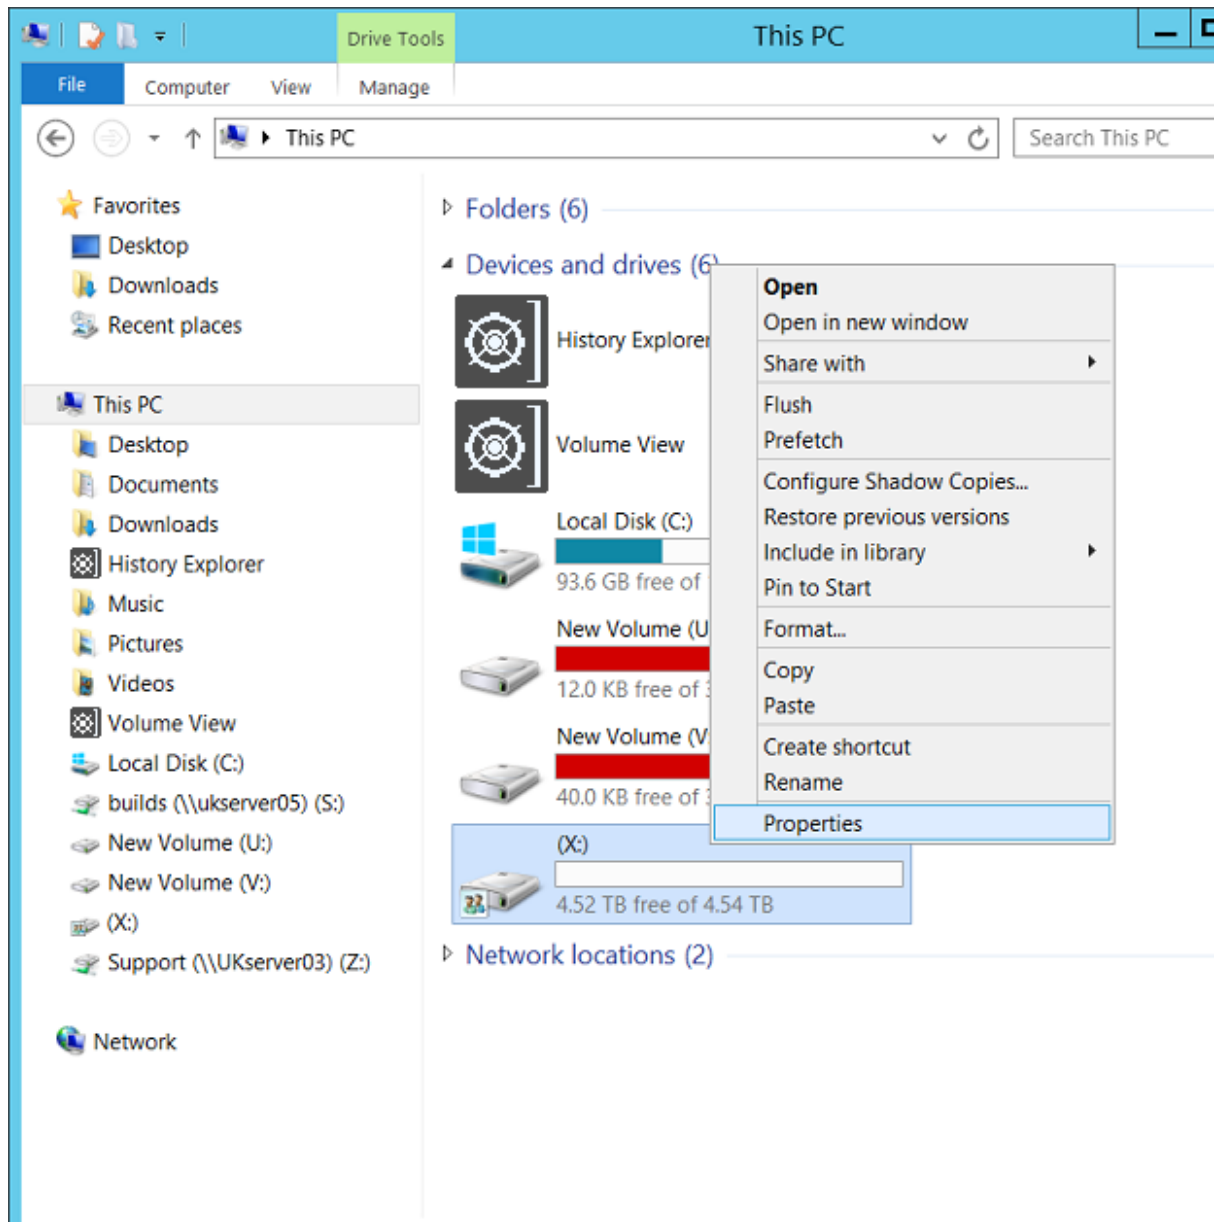 Drive Tools
This PC
File
Computer
View
Manage
This PC
Search This PC
Favorites
Desktop
Downloads
Recent places
This PC
Desktop
Documents
Downloads
History Explorer
Music
Pictures
Videos
Volume View
Local Disk (C:)
builds (\\ukserver05) (S:)
New Volume (U:)
New Volume (V:)
(X:)
Support (\\UKserver03) (Z:)
Network
Folders (6)
Devices and drives (6)
History Explorer
Volume View
Local Disk (C:)
93.6 GB free of
New Volume (U
12.0 KB free of
New Volume (V
40.0 KB free of
(X:)
4.52 TB free of 4.54 TB
Network locations (2)
Open
Open in new window
Share with
Flush
Prefetch
Configure Shadow Copies...
Restore previous versions
Include in library
Pin to Start
Format...
Copy
Paste
Create shortcut
Rename
Properties